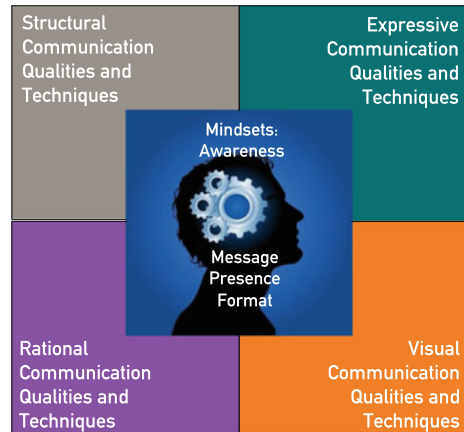 Structural
Communication
Qualities and
Techniques
Expressive
Communication
Qualities and
Techniques
Mindsets:
Awareness
Message
Presence
Format
Rational
Communication
Qualities and
Techniques
Visual
Communication
Qualities and
Techniques